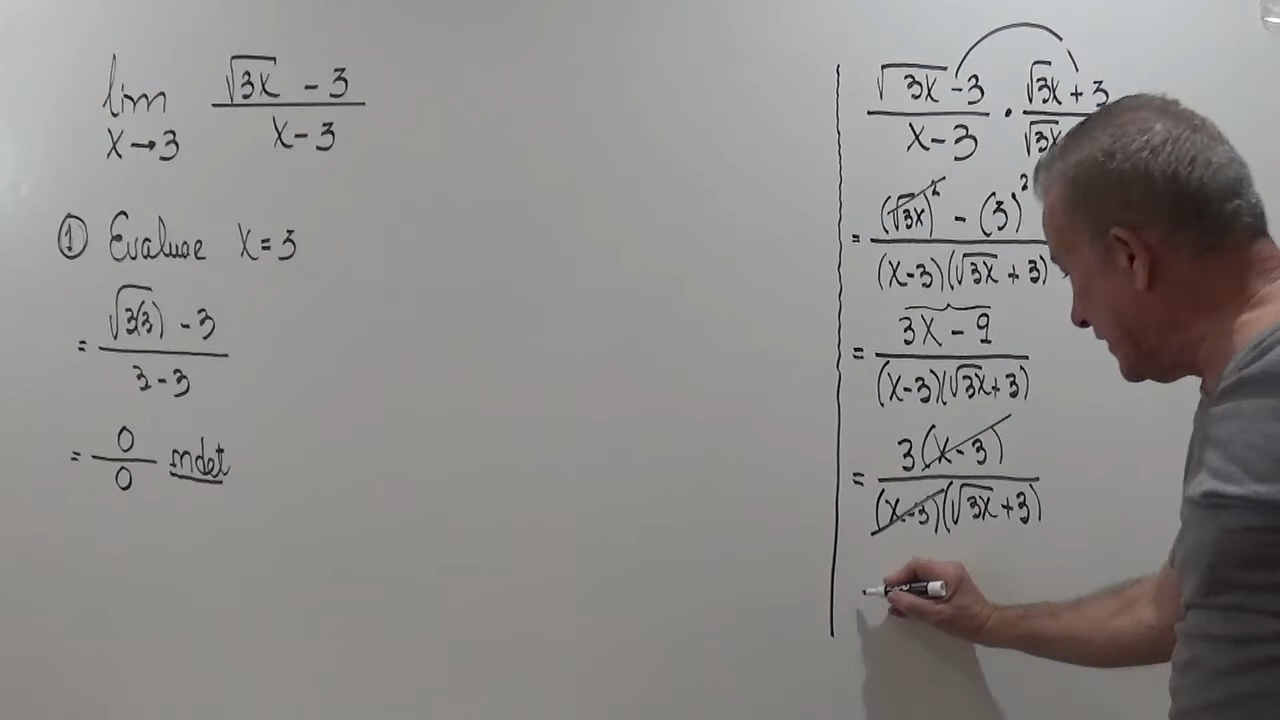 lim x→3 (√3x - 3)/(x - 3)
① Evaluae x = 3
= (√3(3) - 3)/(3 - 3)
= 0/0 indet
(√3x - 3)/(x - 3) · (√3x + 3)/(√3x
= ((√3x)² - (3)²)/((x-3)(√3x + 3))
= (3x - 9)/((x-3)(√3x + 3))
= 3(x-3)/((x-3)(√3x + 3))